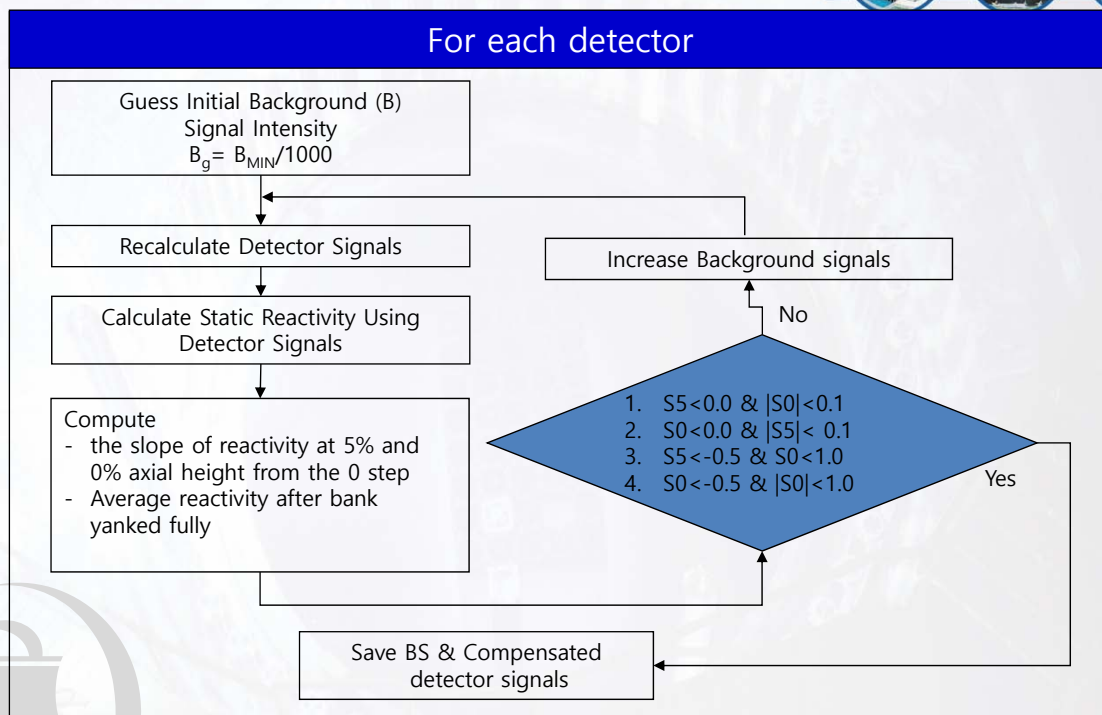 For each detector
Guess Initial Background (B)
Signal Intensity
Bg= BMIN/1000
Recalculate Detector Signals
Calculate Static Reactivity Using
Detector Signals
Compute
- the slope of reactivity at 5% and
0% axial height from the 0 step
- Average reactivity after bank
yanked fully
Increase Background signals
No
1. S5<0.0 & |S0|<0.1
2. S0<0.0 & |S5|< 0.1
3. S5<-0.5 & S0<1.0
4. S0<-0.5 & |S0|<1.0
Yes
Save BS & Compensated
detector signals